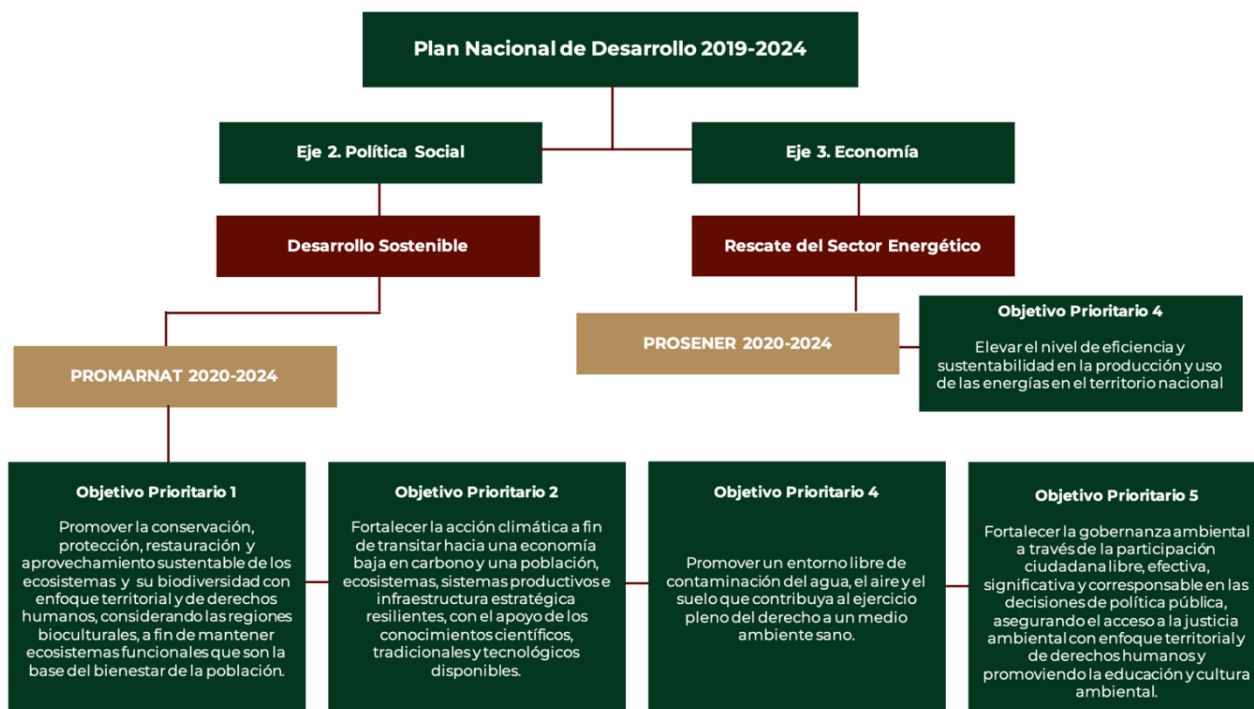 Plan Nacional de Desarrollo 2019-2024
Eje 2. Política Social
Eje 3. Economía
Desarrollo Sostenible
Rescate del Sector Energético
PROMARNAT 2020-2024
PROSENER 2020-2024
Objetivo Prioritario 4
Elevar el nivel de eficiencia y
sustentabilidad en la producción y uso
de las energías en el territorio nacional
Objetivo Prioritario 1
Promover la conservación,
protección, restauración y
aprovechamiento sustentable de los
ecosistemas y su biodiversidad con
enfoque territorial y de derechos
humanos, considerando las regiones
bioculturales, a fin de mantener
ecosistemas funcionales que son la
base del bienestar de la población.
Objetivo Prioritario 2
Fortalecer la acción climática a fin
de transitar hacia una economía
baja en carbono y una población,
ecosistemas, sistemas productivos e
infraestructura estratégica
resilientes, con el apoyo de los
conocimientos científicos,
tradicionales y tecnológicos
disponibles.
Objetivo Prioritario 4
Promover un entorno libre de
contaminación del agua, el aire y el
suelo que contribuya al ejercicio
pleno del derecho a un medio
ambiente sano.
Objetivo Prioritario 5
Fortalecer la gobernanza ambiental
a través de la participación
ciudadana libre, efectiva,
significativa y corresponsable en las
decisiones de política pública,
asegurando el acceso a la justicia
ambiental con enfoque territorial y
de derechos humanos y
promoviendo la educación y cultura
ambiental.